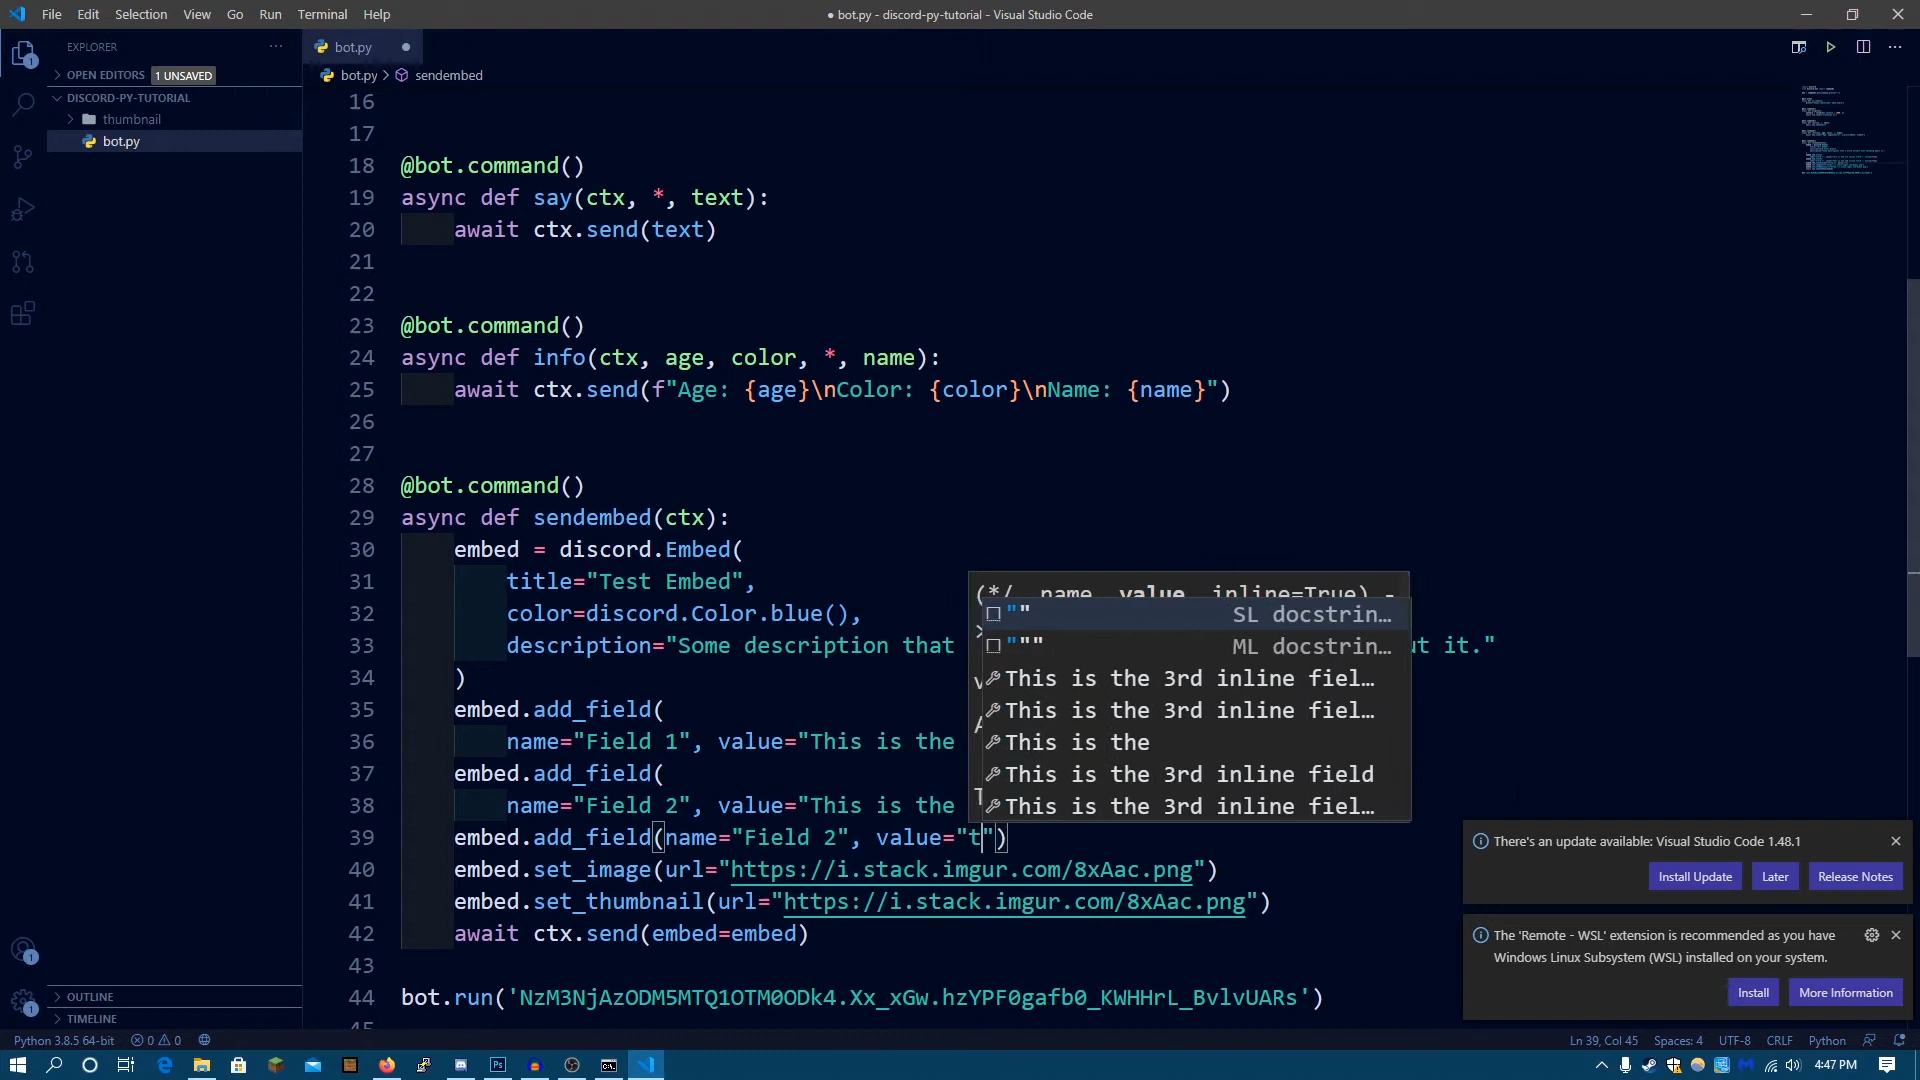 File Edit Selection View Go Run Terminal Help
● bot.py - discord-py-tutorial - Visual Studio Code
EXPLORER
OPEN EDITORS 1 UNSAVED
DISCORD-PY-TUTORIAL
thumbnail
bot.py
bot.py
bot.py > sendembed
16
17
18 @bot.command()
19 async def say(ctx, *, text):
20 await ctx.send(text)
21
22
23 @bot.command()
24 async def info(ctx, age, color, *, name):
25 await ctx.send(f"Age: {age}\nColor: {color}\nName: {name}")
26
27
28 @bot.command()
29 async def sendembed(ctx):
30 embed = discord.Embed(
31 title="Test Embed",
32 color=discord.Color.blue(),
33 description="Some description that it."
34 )
35 embed.add_field(
36 name="Field 1", value="This is the
37 embed.add_field(
38 name="Field 2", value="This is the
39 embed.add_field(name="Field 2", value="t")
40 embed.set_image(url="https://i.stack.imgur.com/8xAac.png")
41 embed.set_thumbnail(url="https://i.stack.imgur.com/8xAac.png")
42 await ctx.send(embed=embed)
43
44 bot.run('NzM3NjAzODM5MTQ1OTM0ODk4.Xx_xGw.hzYPF0gafb0_KWHHrL_BvlvUARs')
45
(*/, name, value, inline=True) -
"" SL docstrin...
""" ML docstrin...
This is the 3rd inline fiel...
This is the 3rd inline fiel...
This is the
This is the 3rd inline field
This is the 3rd inline fiel...
There's an update available: Visual Studio Code 1.48.1
Install Update Later Release Notes
The 'Remote - WSL' extension is recommended as you have
Windows Linux Subsystem (WSL) installed on your system.
Install More Information
OUTLINE
TIMELINE
Python 3.8.5 64-bit 0 0
Ln 39, Col 45 Spaces: 4 UTF-8 CRLF Python
4:47 PM